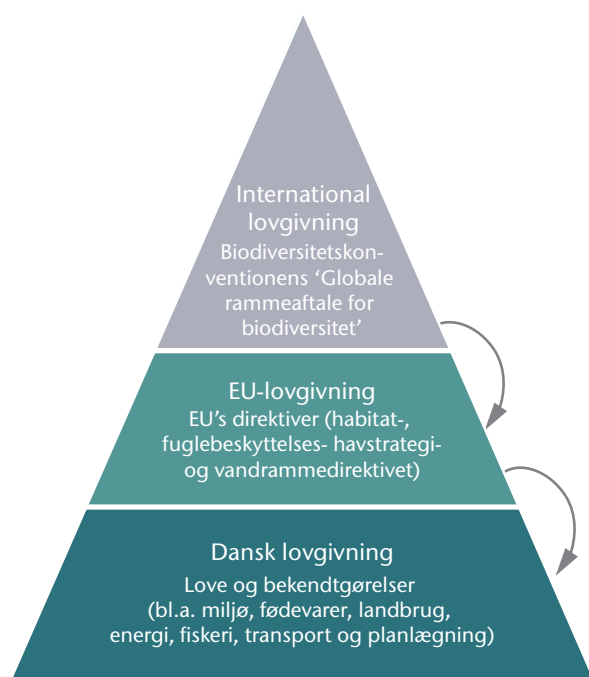 International
lovgivning
Biodiversitetskon-
ventionens ‘Globale
rammeaftale for
biodiversitet’
EU-lovgivning
EU’s direktiver (habitat-,
fuglebeskyttelses- havstrategi-
og vandrammedirektivet)
Dansk lovgivning
Love og bekendtgørelser
(bl.a. miljø, fødevarer, landbrug,
energi, fiskeri, transport og planlægning)